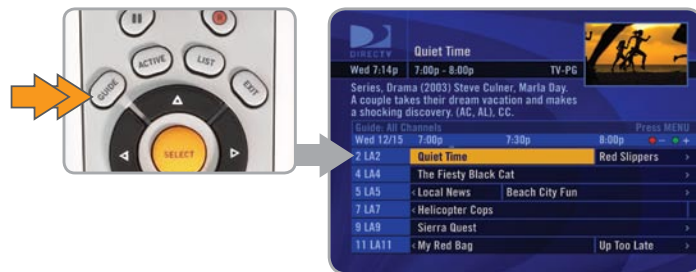 ACTIVE
LIST
GUIDE
EXIT
SELECT
DIRECTV
Quiet Time
Wed 7:14p 7:00p - 8:00p TV-PG
Series, Drama (2003) Steve Culner, Marla Day.
A couple takes their dream vacation and makes
a shocking discovery. (AC, AL), CC.
Guide: All Channels Press MENU
Wed 12/15 7:00p 7:30p 8:00p - +
2 LA2 Quiet Time Red Slippers >
4 LA4 The Fiesty Black Cat >
5 LA5 < Local News Beach City Fun >
7 LA7 < Helicopter Cops
9 LA9 Sierra Quest >
11 LA11 < My Red Bag Up Too Late >